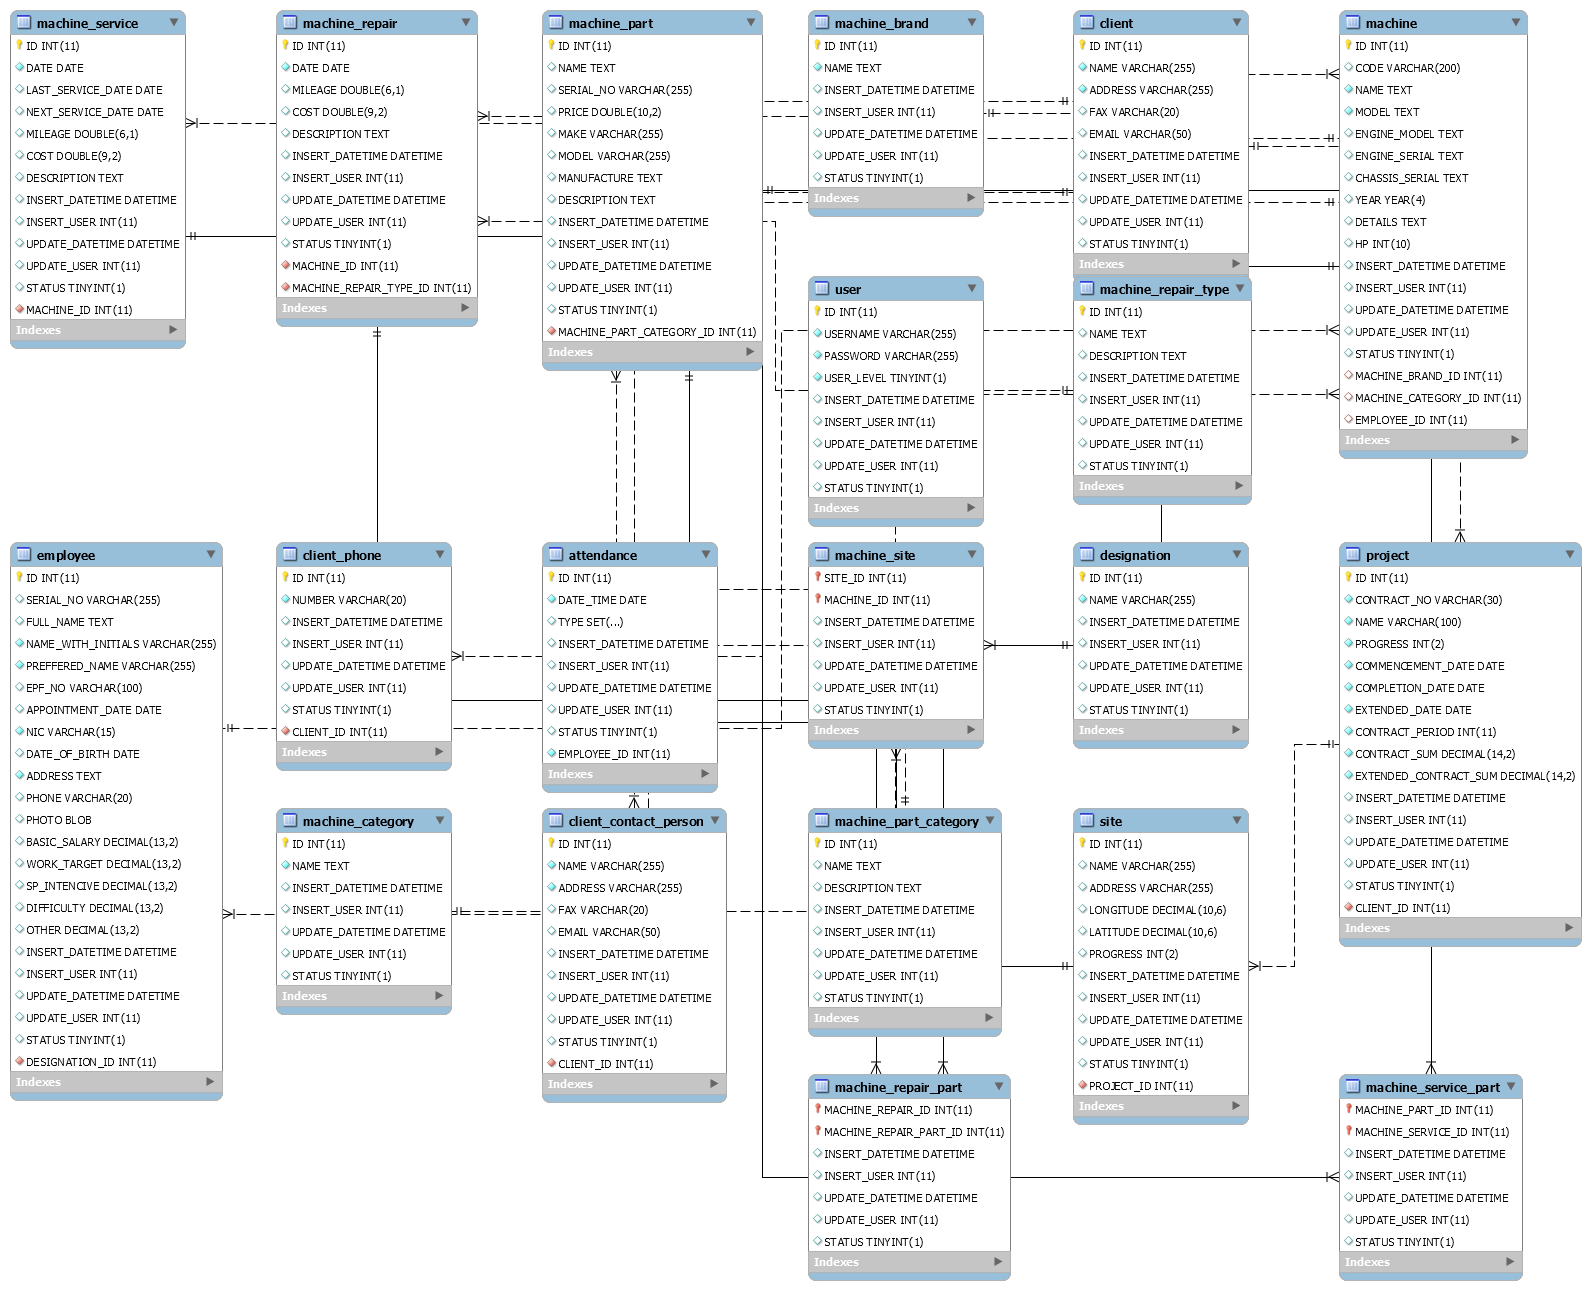 machine_service
ID INT(11)
DATE DATE
LAST_SERVICE_DATE DATE
NEXT_SERVICE_DATE DATE
MILEAGE DOUBLE(6,1)
COST DOUBLE(9,2)
DESCRIPTION TEXT
INSERT_DATETIME DATETIME
INSERT_USER INT(11)
UPDATE_DATETIME DATETIME
UPDATE_USER INT(11)
STATUS TINYINT(1)
MACHINE_ID INT(11)
Indexes
machine_repair
ID INT(11)
DATE DATE
MILEAGE DOUBLE(6,1)
COST DOUBLE(9,2)
DESCRIPTION TEXT
INSERT_DATETIME DATETIME
INSERT_USER INT(11)
UPDATE_DATETIME DATETIME
UPDATE_USER INT(11)
STATUS TINYINT(1)
MACHINE_ID INT(11)
MACHINE_REPAIR_TYPE_ID INT(11)
Indexes
machine_part
ID INT(11)
NAME TEXT
SERIAL_NO VARCHAR(255)
PRICE DOUBLE(10,2)
MAKE VARCHAR(255)
MODEL VARCHAR(255)
MANUFACTURE TEXT
DESCRIPTION TEXT
INSERT_DATETIME DATETIME
INSERT_USER INT(11)
UPDATE_DATETIME DATETIME
UPDATE_USER INT(11)
STATUS TINYINT(1)
MACHINE_PART_CATEGORY_ID INT(11)
Indexes
machine_brand
ID INT(11)
NAME TEXT
INSERT_DATETIME DATETIME
INSERT_USER INT(11)
UPDATE_DATETIME DATETIME
UPDATE_USER INT(11)
STATUS TINYINT(1)
Indexes
client
ID INT(11)
NAME VARCHAR(255)
ADDRESS VARCHAR(255)
FAX VARCHAR(20)
EMAIL VARCHAR(50)
INSERT_DATETIME DATETIME
INSERT_USER INT(11)
UPDATE_DATETIME DATETIME
UPDATE_USER INT(11)
STATUS TINYINT(1)
Indexes
machine
ID INT(11)
CODE VARCHAR(200)
NAME TEXT
MODEL TEXT
ENGINE_MODEL TEXT
ENGINE_SERIAL TEXT
CHASSIS_SERIAL TEXT
YEAR YEAR(4)
DETAILS TEXT
HP INT(10)
INSERT_DATETIME DATETIME
INSERT_USER INT(11)
UPDATE_DATETIME DATETIME
UPDATE_USER INT(11)
STATUS TINYINT(1)
MACHINE_BRAND_ID INT(11)
MACHINE_CATEGORY_ID INT(11)
EMPLOYEE_ID INT(11)
Indexes
user
ID INT(11)
USERNAME VARCHAR(255)
PASSWORD VARCHAR(255)
USER_LEVEL TINYINT(1)
INSERT_DATETIME DATETIME
INSERT_USER INT(11)
UPDATE_DATETIME DATETIME
UPDATE_USER INT(11)
STATUS TINYINT(1)
Indexes
machine_repair_type
ID INT(11)
NAME TEXT
DESCRIPTION TEXT
INSERT_DATETIME DATETIME
INSERT_USER INT(11)
UPDATE_DATETIME DATETIME
UPDATE_USER INT(11)
STATUS TINYINT(1)
Indexes
employee
ID INT(11)
SERIAL_NO VARCHAR(255)
FULL_NAME TEXT
NAME_WITH_INITIALS VARCHAR(255)
PREFFERED_NAME VARCHAR(255)
EPF_NO VARCHAR(100)
APPOINTMENT_DATE DATE
NIC VARCHAR(15)
DATE_OF_BIRTH DATE
ADDRESS TEXT
PHONE VARCHAR(20)
PHOTO BLOB
BASIC_SALARY DECIMAL(13,2)
WORK_TARGET DECIMAL(13,2)
SP_INTENCIVE DECIMAL(13,2)
DIFFICULTY DECIMAL(13,2)
OTHER DECIMAL(13,2)
INSERT_DATETIME DATETIME
INSERT_USER INT(11)
UPDATE_DATETIME DATETIME
UPDATE_USER INT(11)
STATUS TINYINT(1)
DESIGNATION_ID INT(11)
Indexes
client_phone
ID INT(11)
NUMBER VARCHAR(20)
INSERT_DATETIME DATETIME
INSERT_USER INT(11)
UPDATE_DATETIME DATETIME
UPDATE_USER INT(11)
STATUS TINYINT(1)
CLIENT_ID INT(11)
Indexes
attendance
ID INT(11)
DATE_TIME DATE
TYPE SET(...)
INSERT_DATETIME DATETIME
INSERT_USER INT(11)
UPDATE_DATETIME DATETIME
UPDATE_USER INT(11)
STATUS TINYINT(1)
EMPLOYEE_ID INT(11)
Indexes
machine_site
SITE_ID INT(11)
MACHINE_ID INT(11)
INSERT_DATETIME DATETIME
INSERT_USER INT(11)
UPDATE_DATETIME DATETIME
UPDATE_USER INT(11)
STATUS TINYINT(1)
Indexes
designation
ID INT(11)
NAME VARCHAR(255)
INSERT_DATETIME DATETIME
INSERT_USER INT(11)
UPDATE_DATETIME DATETIME
UPDATE_USER INT(11)
STATUS TINYINT(1)
Indexes
project
ID INT(11)
CONTRACT_NO VARCHAR(30)
NAME VARCHAR(100)
PROGRESS INT(2)
COMMENCEMENT_DATE DATE
COMPLETION_DATE DATE
EXTENDED_DATE DATE
CONTRACT_PERIOD INT(11)
CONTRACT_SUM DECIMAL(14,2)
EXTENDED_CONTRACT_SUM DECIMAL(14,2)
INSERT_DATETIME DATETIME
INSERT_USER INT(11)
UPDATE_DATETIME DATETIME
UPDATE_USER INT(11)
STATUS TINYINT(1)
CLIENT_ID INT(11)
Indexes
machine_category
ID INT(11)
NAME TEXT
INSERT_DATETIME DATETIME
INSERT_USER INT(11)
UPDATE_DATETIME DATETIME
UPDATE_USER INT(11)
STATUS TINYINT(1)
Indexes
client_contact_person
ID INT(11)
NAME VARCHAR(255)
ADDRESS VARCHAR(255)
FAX VARCHAR(20)
EMAIL VARCHAR(50)
INSERT_DATETIME DATETIME
INSERT_USER INT(11)
UPDATE_DATETIME DATETIME
UPDATE_USER INT(11)
STATUS TINYINT(1)
CLIENT_ID INT(11)
Indexes
machine_part_category
ID INT(11)
NAME TEXT
DESCRIPTION TEXT
INSERT_DATETIME DATETIME
INSERT_USER INT(11)
UPDATE_DATETIME DATETIME
UPDATE_USER INT(11)
STATUS TINYINT(1)
Indexes
site
ID INT(11)
NAME VARCHAR(255)
ADDRESS VARCHAR(255)
LONGITUDE DECIMAL(10,6)
LATITUDE DECIMAL(10,6)
PROGRESS INT(2)
INSERT_DATETIME DATETIME
INSERT_USER INT(11)
UPDATE_DATETIME DATETIME
UPDATE_USER INT(11)
STATUS TINYINT(1)
PROJECT_ID INT(11)
Indexes
machine_repair_part
MACHINE_REPAIR_ID INT(11)
MACHINE_REPAIR_PART_ID INT(11)
INSERT_DATETIME DATETIME
INSERT_USER INT(11)
UPDATE_DATETIME DATETIME
UPDATE_USER INT(11)
STATUS TINYINT(1)
Indexes
machine_service_part
MACHINE_PART_ID INT(11)
MACHINE_SERVICE_ID INT(11)
INSERT_DATETIME DATETIME
INSERT_USER INT(11)
UPDATE_DATETIME DATETIME
UPDATE_USER INT(11)
STATUS TINYINT(1)
Indexes